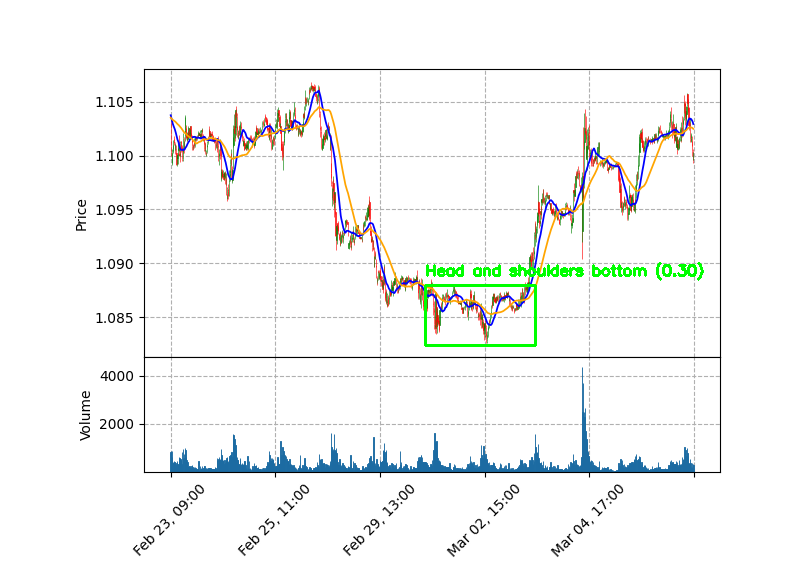 1.105
1.100
1.095
1.090
1.085
Price
Head and shoulders bottom (0.30)
4000
2000
Volume
Feb 23, 09:00
Feb 25, 11:00
Feb 29, 13:00
Mar 02, 15:00
Mar 04, 17:00